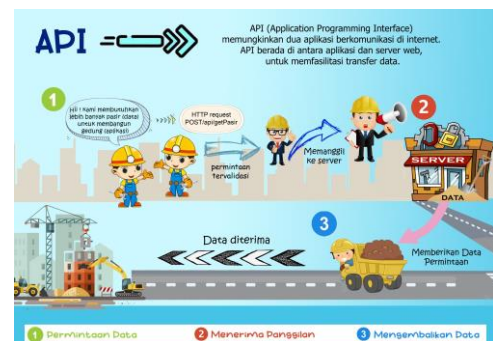 API
API (Application Programming Interface)
memungkinkan dua aplikasi berkomunikasi di internet.
API berada di antara aplikasi dan server web,
untuk memfasilitasi transfer data.
1
Hi! kami membutuhkan
lebih banyak pasir (data)
untuk membangun
gedung (aplikasi)
HTTP request
POST/api/getPasir
permintaan
tervalidasi
Memanggil
ke server
2
SERVER
DATA
3
Data diterima
Memberikan Data
Permintaan
1 Permintaan Data
2 Menerima Panggilan
3 Mengembalikan Data